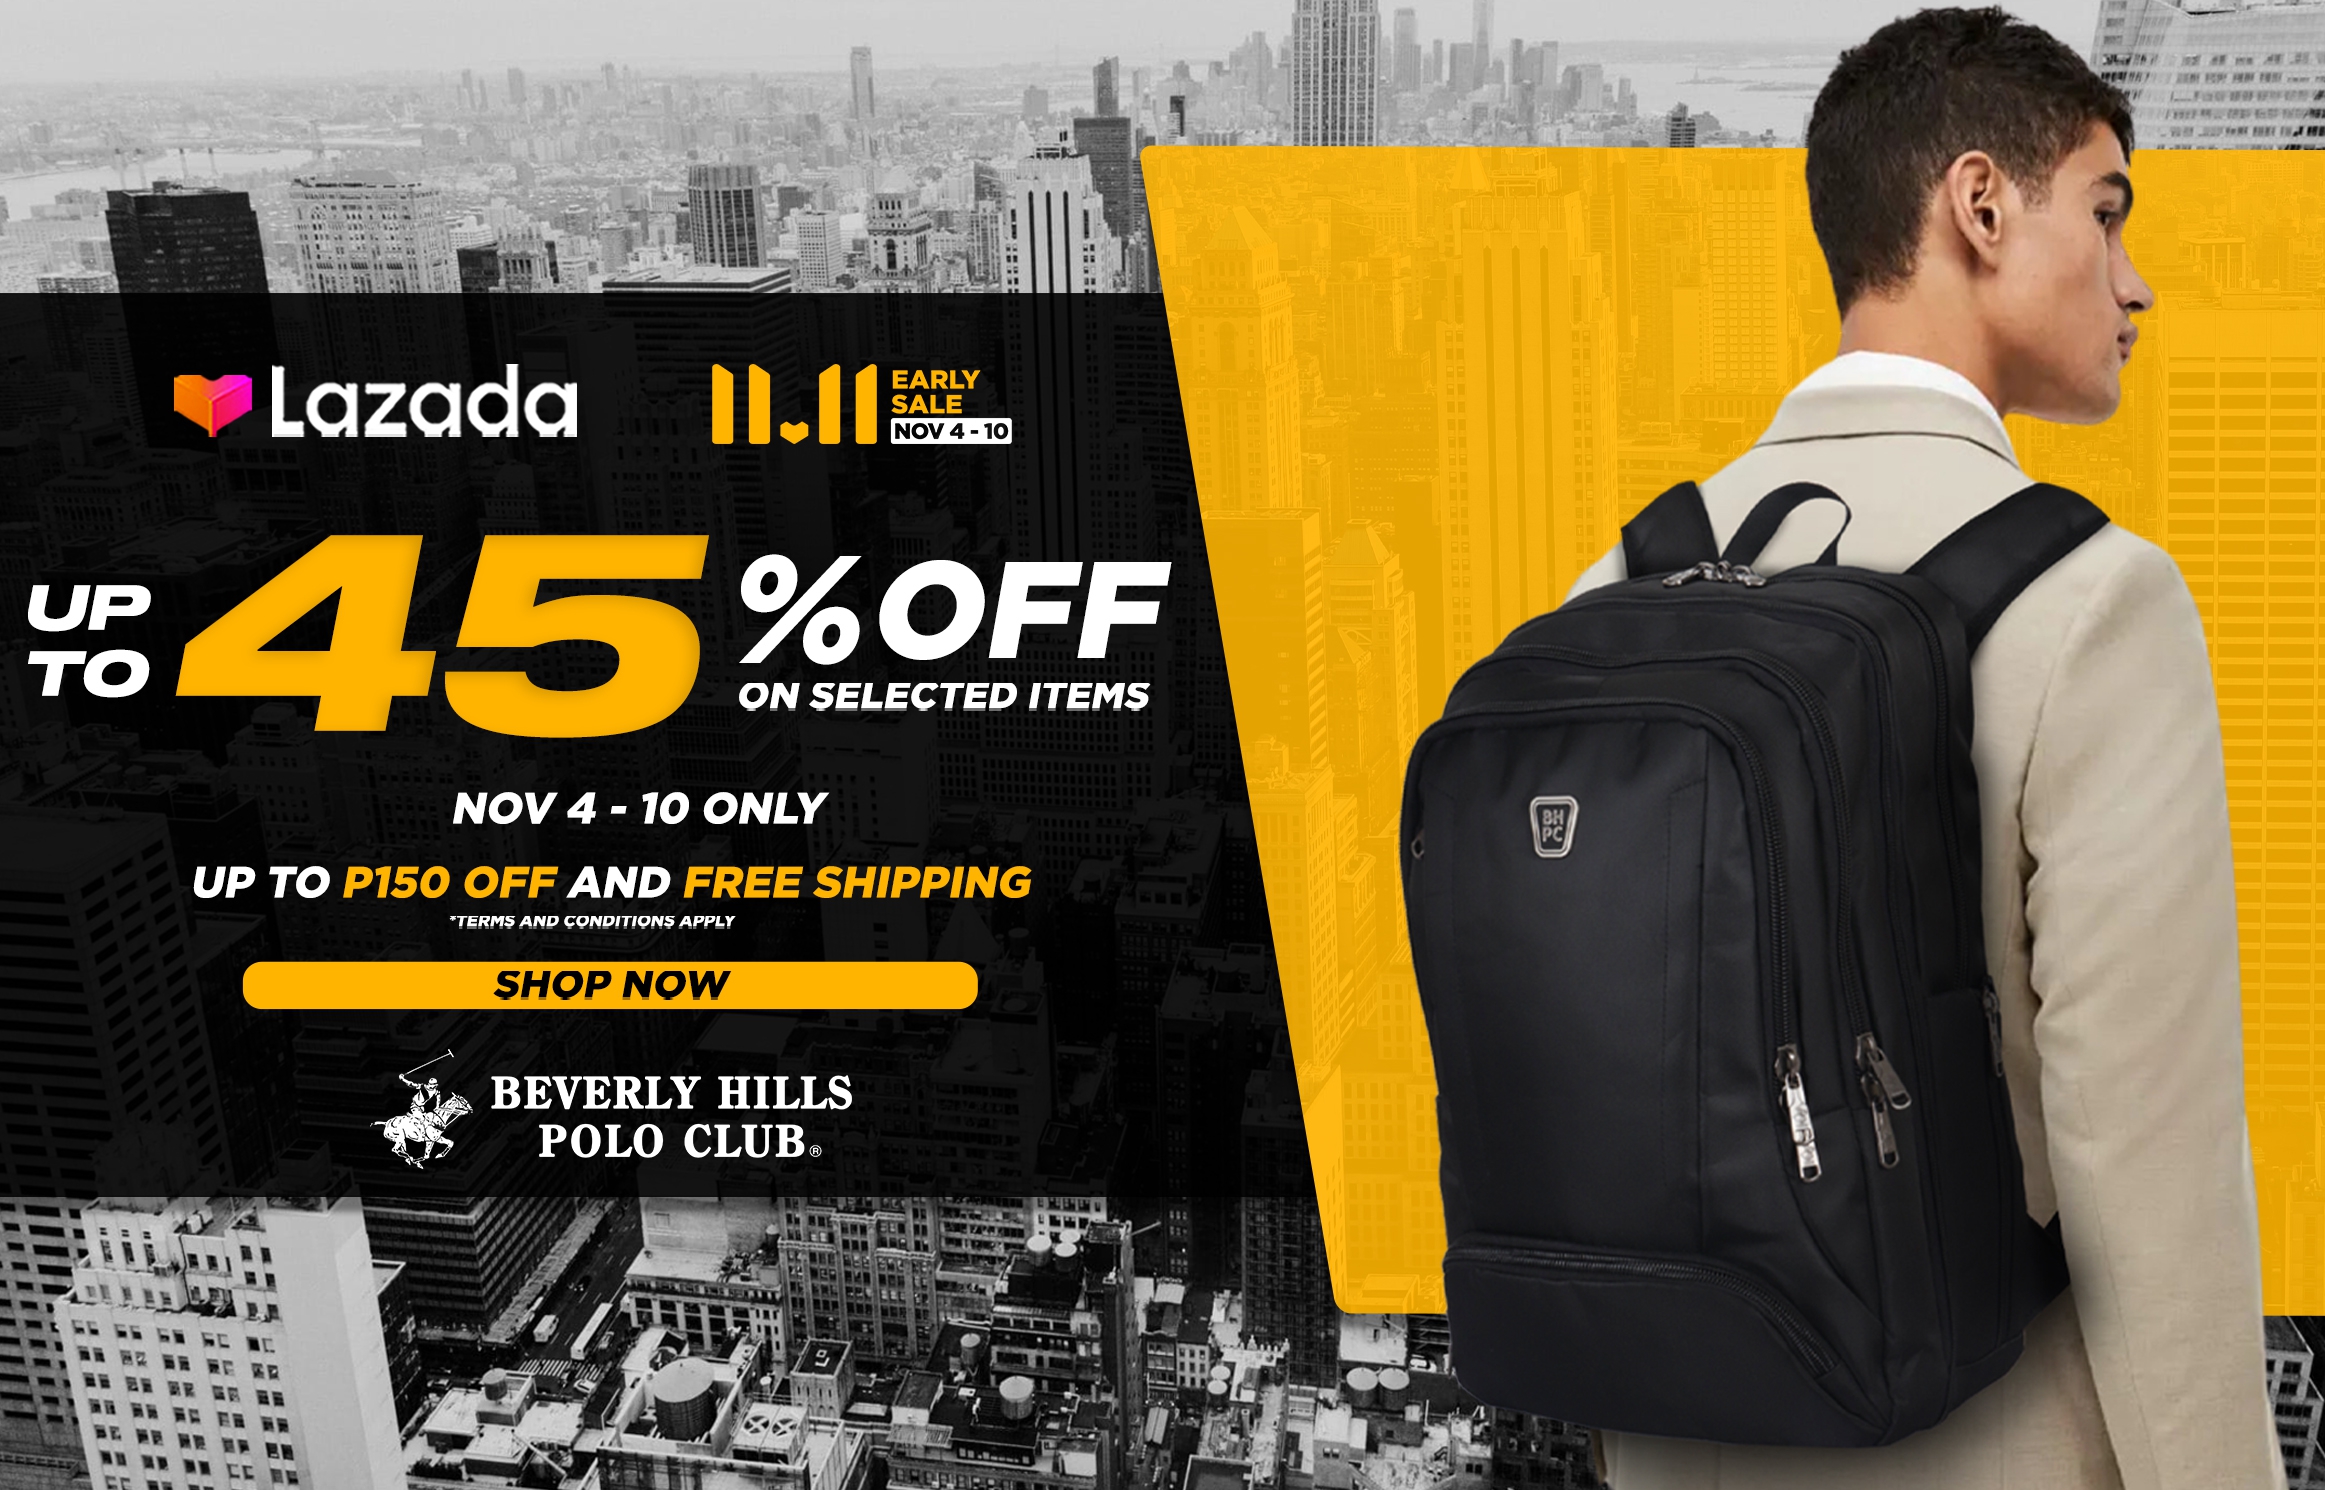 Lazada
11.11
EARLY
SALE
NOV 4 - 10
UP
TO
45
%OFF
ON SELECTED ITEMS
NOV 4 - 10 ONLY
UP TO P150 OFF AND FREE SHIPPING
*TERMS AND CONDITIONS APPLY
SHOP NOW
BEVERLY HILLS
POLO CLUB®
BH
PC